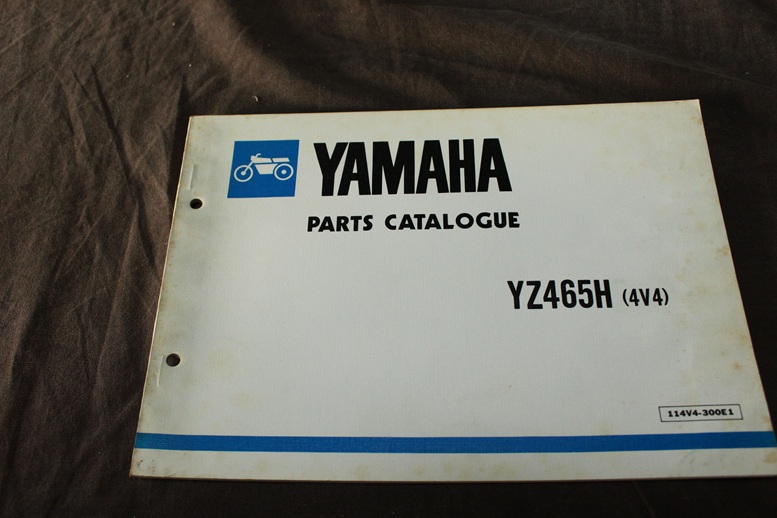 YAMAHA
PARTS CATALOGUE
YZ465H (4V4)
114V4-300E1